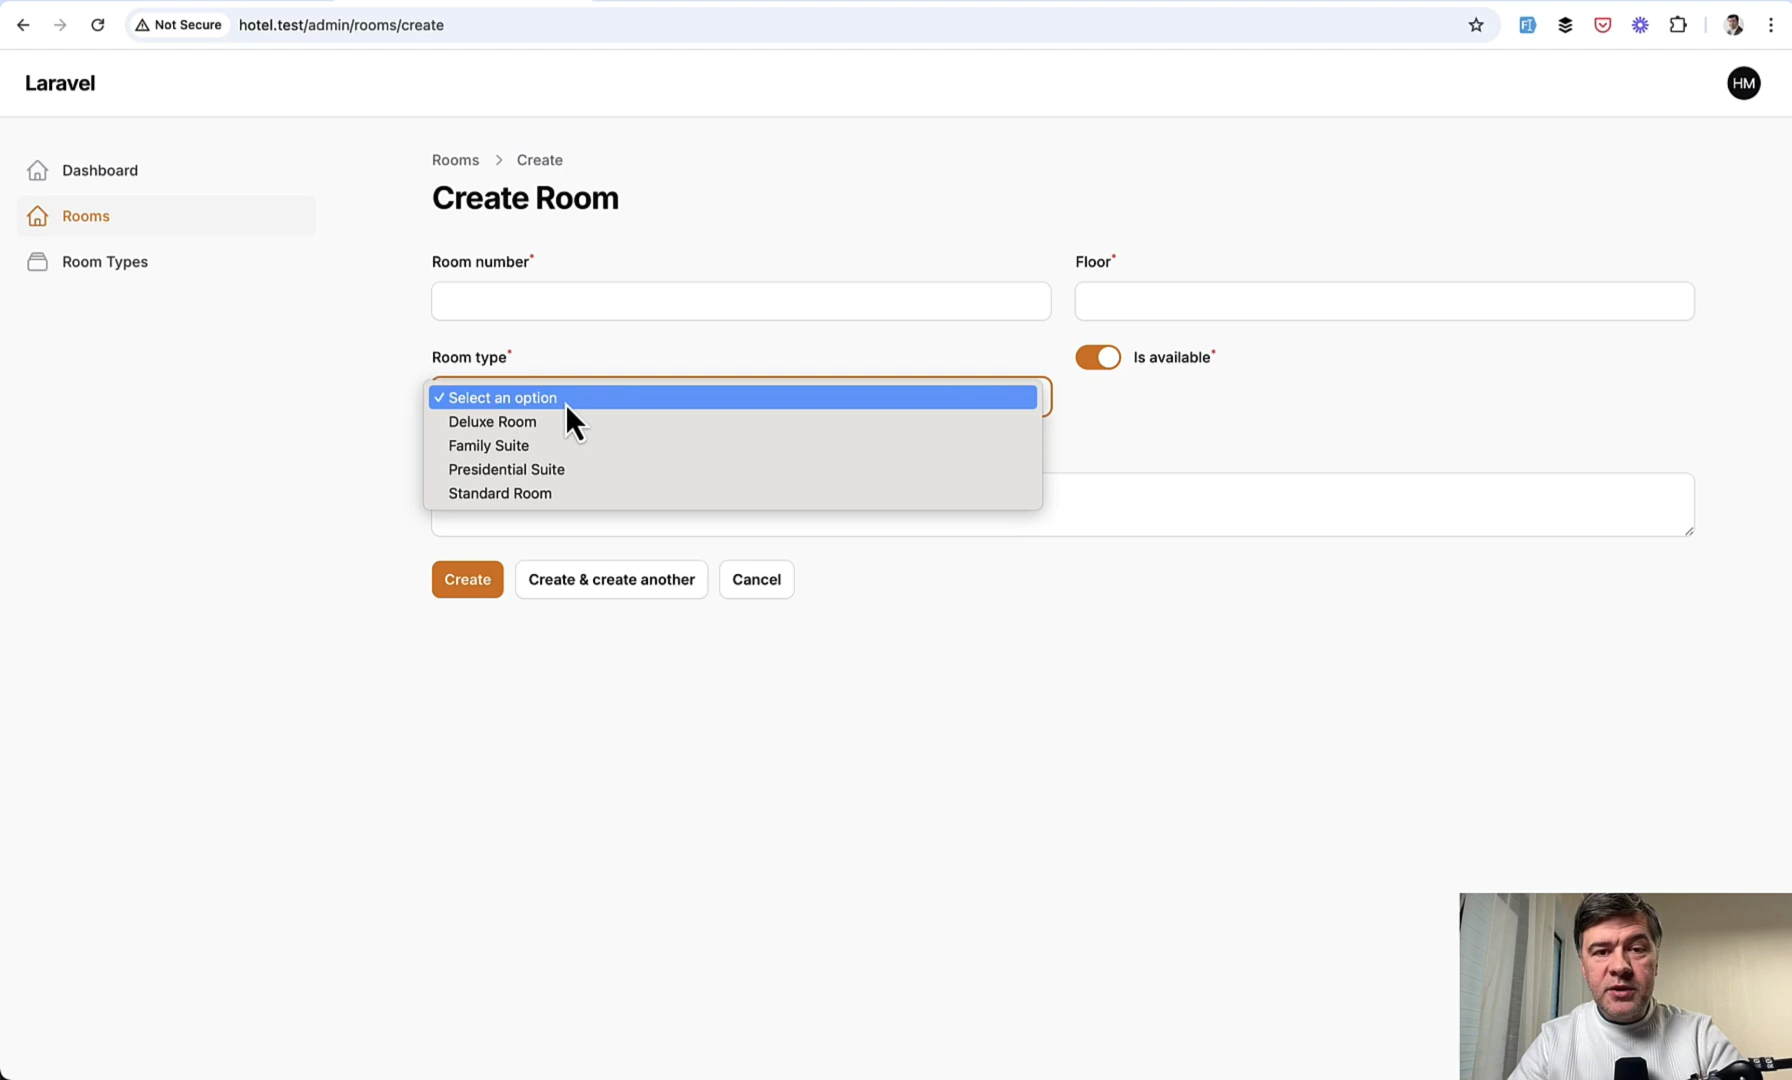 Not Secure
hotel.test/admin/rooms/create
Laravel
HM
Dashboard
Rooms
Room Types
Rooms > Create
Create Room
Room number*
Floor*
Room type*
Is available*
✓ Select an option
Deluxe Room
Family Suite
Presidential Suite
Standard Room
Create
Create & create another
Cancel